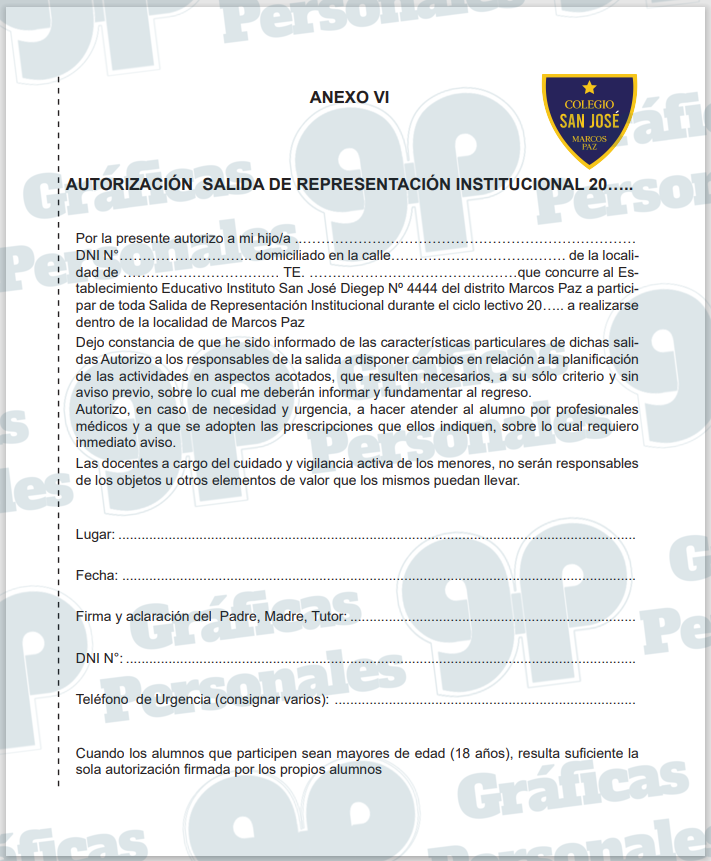 Gráficas
Personales
gp
ANEXO VI
COLEGIO
SAN JOSÉ
MARCOS
PAZ
AUTORIZACIÓN SALIDA DE REPRESENTACIÓN INSTITUCIONAL 20.....
Por la presente autorizo a mi hijo/a ................................................................................
DNI N°............................... domiciliado en la calle......................................... de la locali-
dad de ..................................... TE. .................................................que concurre al Es-
tablecimiento Educativo Instituto San José Diegep Nº 4444 del distrito Marcos Paz a partici-
par de toda Salida de Representación Institucional durante el ciclo lectivo 20..... a realizarse
dentro de la localidad de Marcos Paz
Dejo constancia de que he sido informado de las características particulares de dichas sali-
das Autorizo a los responsables de la salida a disponer cambios en relación a la planificación
de las actividades en aspectos acotados, que resulten necesarios, a su sólo criterio y sin
aviso previo, sobre lo cual me deberán informar y fundamentar al regreso.
Autorizo, en caso de necesidad y urgencia, a hacer atender al alumno por profesionales
médicos y a que se adopten las prescripciones que ellos indiquen, sobre lo cual requiero
inmediato aviso.
Las docentes a cargo del cuidado y vigilancia activa de los menores, no serán responsables
de los objetos u otros elementos de valor que los mismos puedan llevar.
Lugar: ....................................................................................................................................
Fecha: ...................................................................................................................................
Firma y aclaración del Padre, Madre, Tutor: .........................................................................
DNI N°: ..................................................................................................................................
Teléfono de Urgencia (consignar varios): .............................................................................
Cuando los alumnos que participen sean mayores de edad (18 años), resulta suficiente la
sola autorización firmada por los propios alumnos